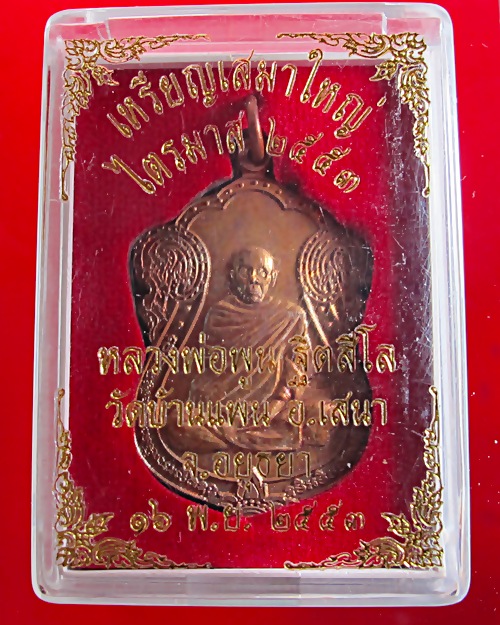 เหรียญเสมาใหญ่
ไตรมาส ๒๕๕๓
หลวงพ่อพูน ฐิตสีโล
วัดบ้านแพน อ.เสนา
จ.อยุธยา
๑๖ พ.ย. ๒๕๕๓